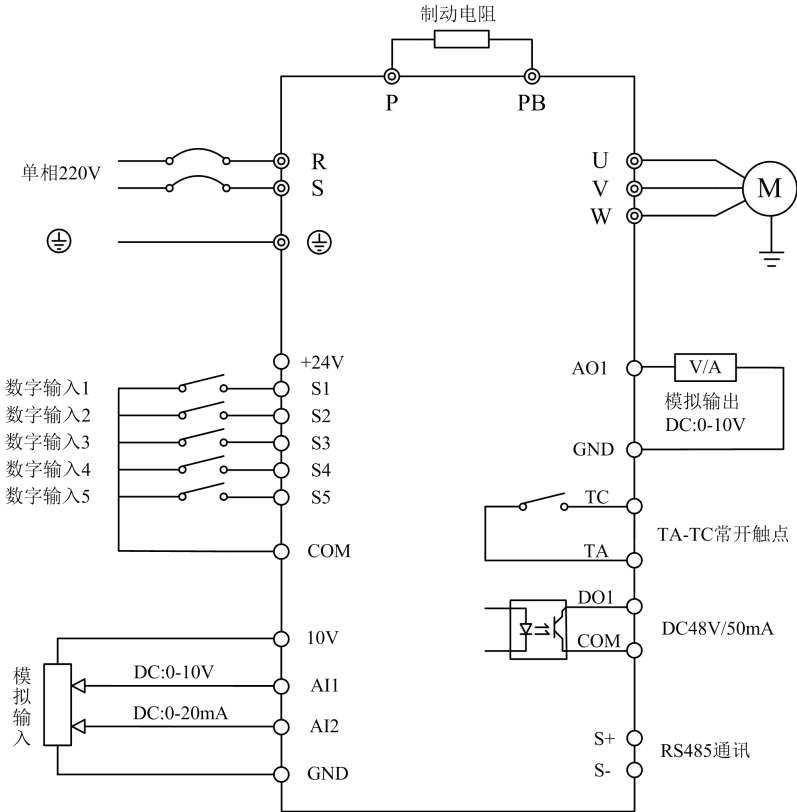 制动电阻
P
PB
单相220V
R
S
U
V
W
M
数字输入1
数字输入2
数字输入3
数字输入4
数字输入5
+24V
S1
S2
S3
S4
S5
COM
AO1
V/A
模拟输出
DC:0-10V
GND
TC
TA
TA-TC常开触点
DO1
COM
DC48V/50mA
模拟输入
10V
DC:0-10V
AI1
DC:0-20mA
AI2
GND
S+
S-
RS485通讯